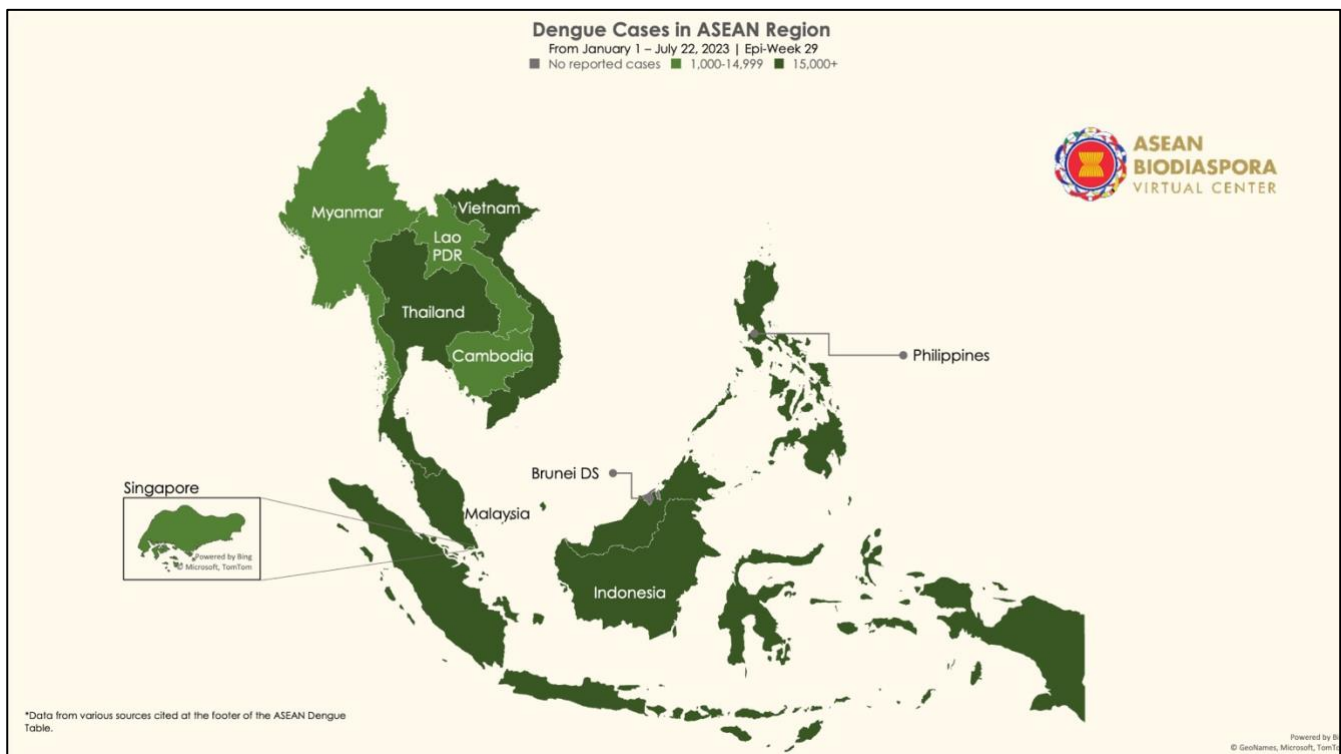 Dengue Cases in ASEAN Region
From January 1 – July 22, 2023 | Epi-Week 29
No reported cases 1,000-14,999 15,000+
ASEAN
BIODIASPORA
VIRTUAL CENTER
Myanmar
Vietnam
Lao
PDR
Thailand
Cambodia
Philippines
Brunei DS
Singapore
Malaysia
Powered by Bing
© Microsoft, TomTom
Indonesia
*Data from various sources cited at the footer of the ASEAN Dengue
Table.
Powered by Bi
© GeoNames, Microsoft, TomTo